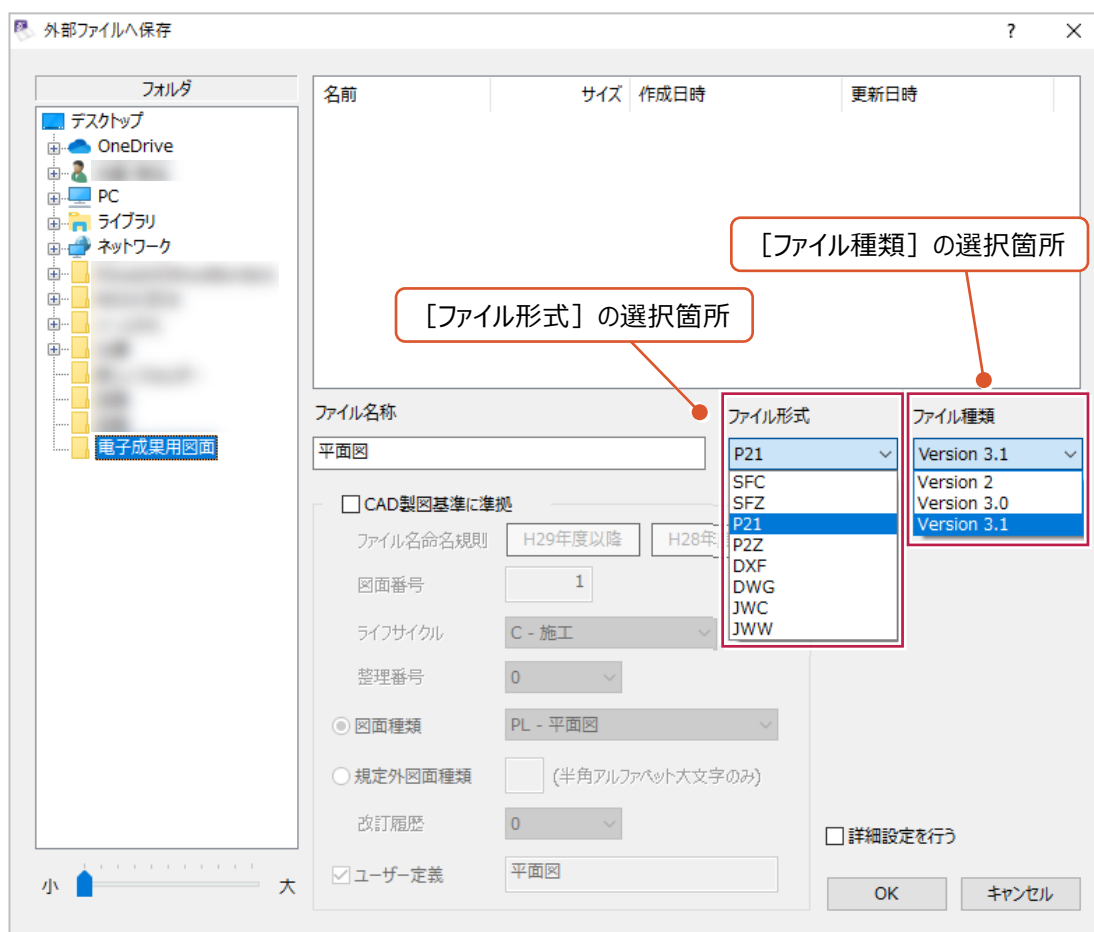 外部ファイルへ保存
?
フォルダ
デスクトップ
OneDrive
PC
ライブラリ
ネットワーク
電子成果用図面
小
大
名前 サイズ 作成日時 更新日時
［ファイル種類］の選択箇所
［ファイル形式］の選択箇所
ファイル名称
平面図
ファイル形式
P21
SFC
SFZ
P21
P2Z
DXF
DWG
JWC
JWW
ファイル種類
Version 3.1
Version 2
Version 3.0
Version 3.1
CAD製図基準に準拠
ファイル名命名規則 H29年度以降 H28年
図面番号 1
ライフサイクル C - 施工
整理番号 0
図面種類 PL - 平面図
規定外図面種類 (半角アルファベット大文字のみ)
改訂履歴 0
ユーザー定義 平面図
詳細設定を行う
OK キャンセル